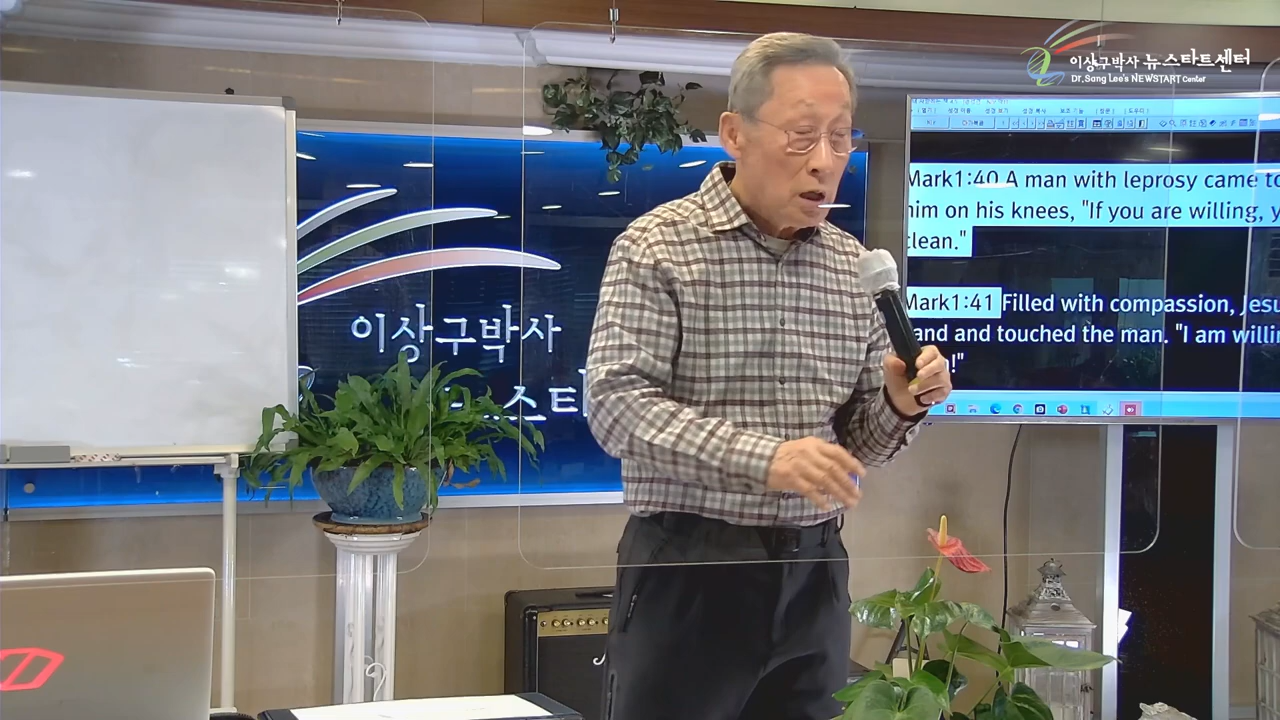 이상구박사 뉴스타트센터
Dr. Sang Lee's NEWSTART Center
Mark1:40 A man with leprosy came to
him on his knees, "If you are willing, y
clean."
Mark1:41 Filled with compassion, Jesu
and and touched the man. "I am willin
!"
이상구박사
스타